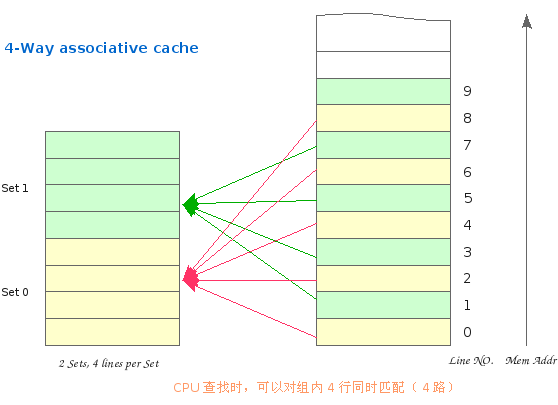 4-Way associative cache
9
8
7
6
5
4
3
2
1
0
Set 1
Set 0
2 Sets, 4 lines per Set
Line NO.
Mem Addr
CPU 查找时，可以对组内 4 行同时匹配（ 4 路）